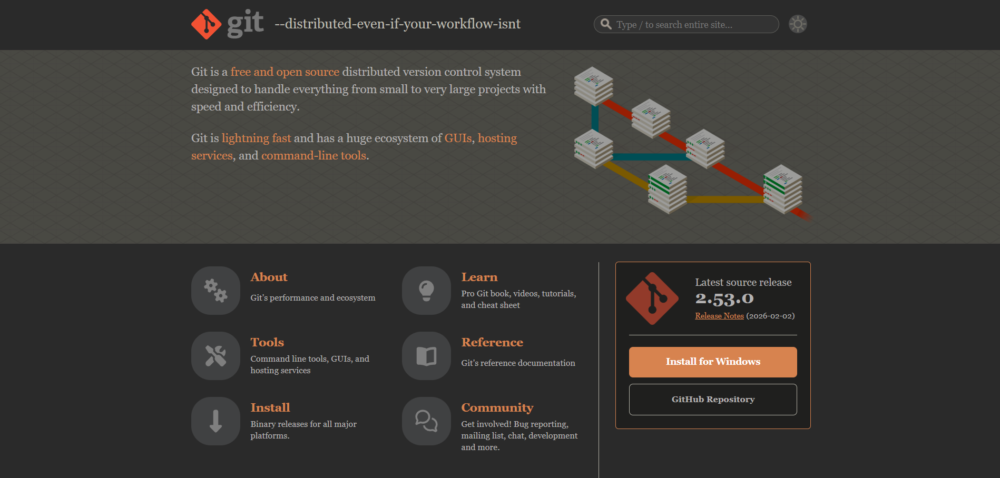 git --distributed-even-if-your-workflow-isnt
Type / to search entire site...
Git is a free and open source distributed version control system
designed to handle everything from small to very large projects with
speed and efficiency.
Git is lightning fast and has a huge ecosystem of GUIs, hosting
services, and command-line tools.
About
Git's performance and ecosystem
Learn
Pro Git book, videos, tutorials,
and cheat sheet
Tools
Command line tools, GUIs, and
hosting services
Reference
Git's reference documentation
Install
Binary releases for all major
platforms.
Community
Get involved! Bug reporting,
mailing list, chat, development
and more.
Latest source release
2.53.0
Release Notes (2026-02-02)
Install for Windows
GitHub Repository